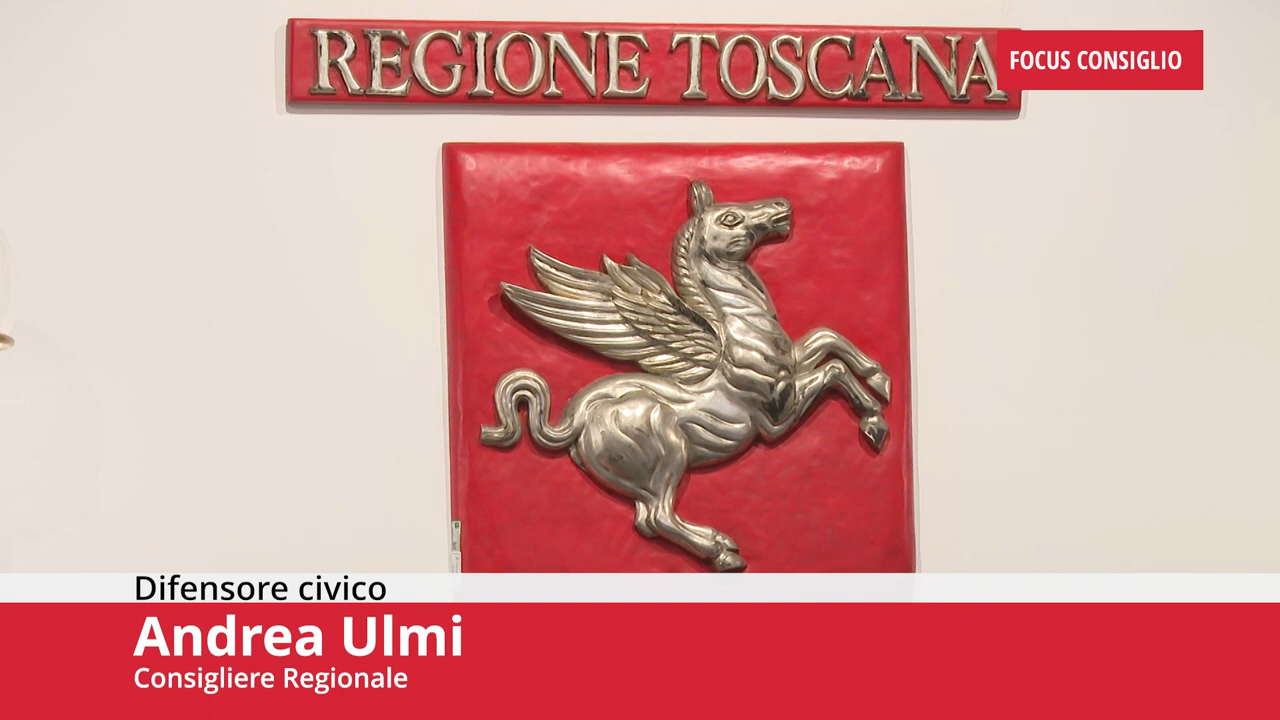 REGIONE TOSCANA
FOCUS CONSIGLIO
Difensore civico
Andrea Ulmi
Consigliere Regionale